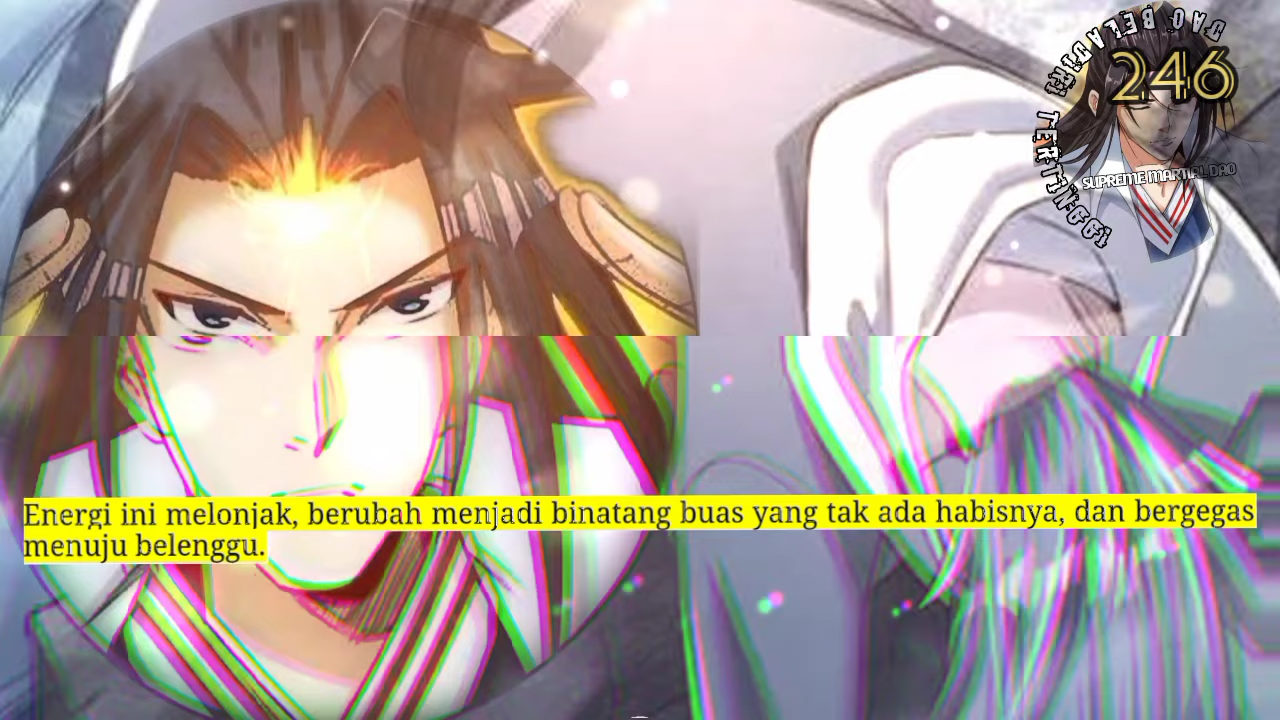 DAO BELADIRI TERTINGGI
246
SUPREME MARTIAL DAO
Energi ini melonjak, berubah menjadi binatang buas yang tak ada habisnya, dan bergegas
menuju belenggu.